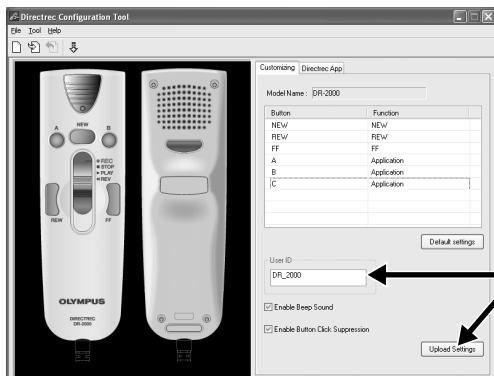 Directrec Configuration Tool
File Tool Help
Customizing Directrec App
Model Name : DR-2000
Button Function
NEW NEW
REW REW
FF FF
A Application
B Application
C Application
Default settings
User ID
DR_2000
Enable Beep Sound
Enable Button Click Suppression
Upload Settings
A NEW B
REC
STOP
PLAY
REV
REW FF
OLYMPUS
DIRECTREC
DR-2000